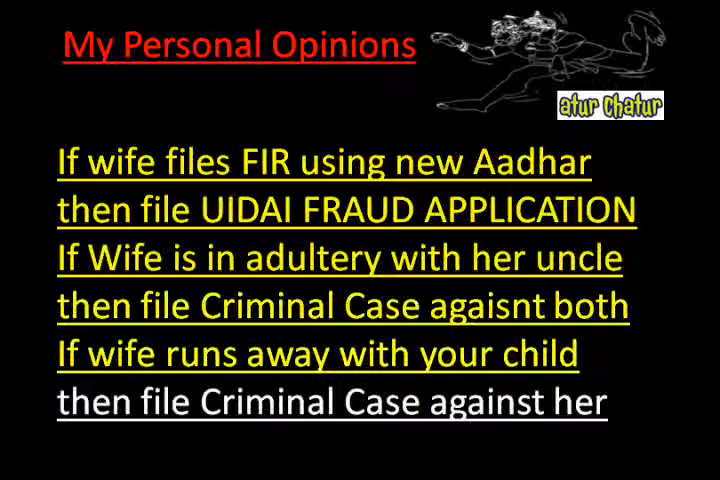 My Personal Opinions
atur chatur
If wife files FIR using new Aadhar
then file UIDAI FRAUD APPLICATION
If Wife is in adultery with her uncle
then file Criminal Case agaisnt both
If wife runs away with your child
then file Criminal Case against her